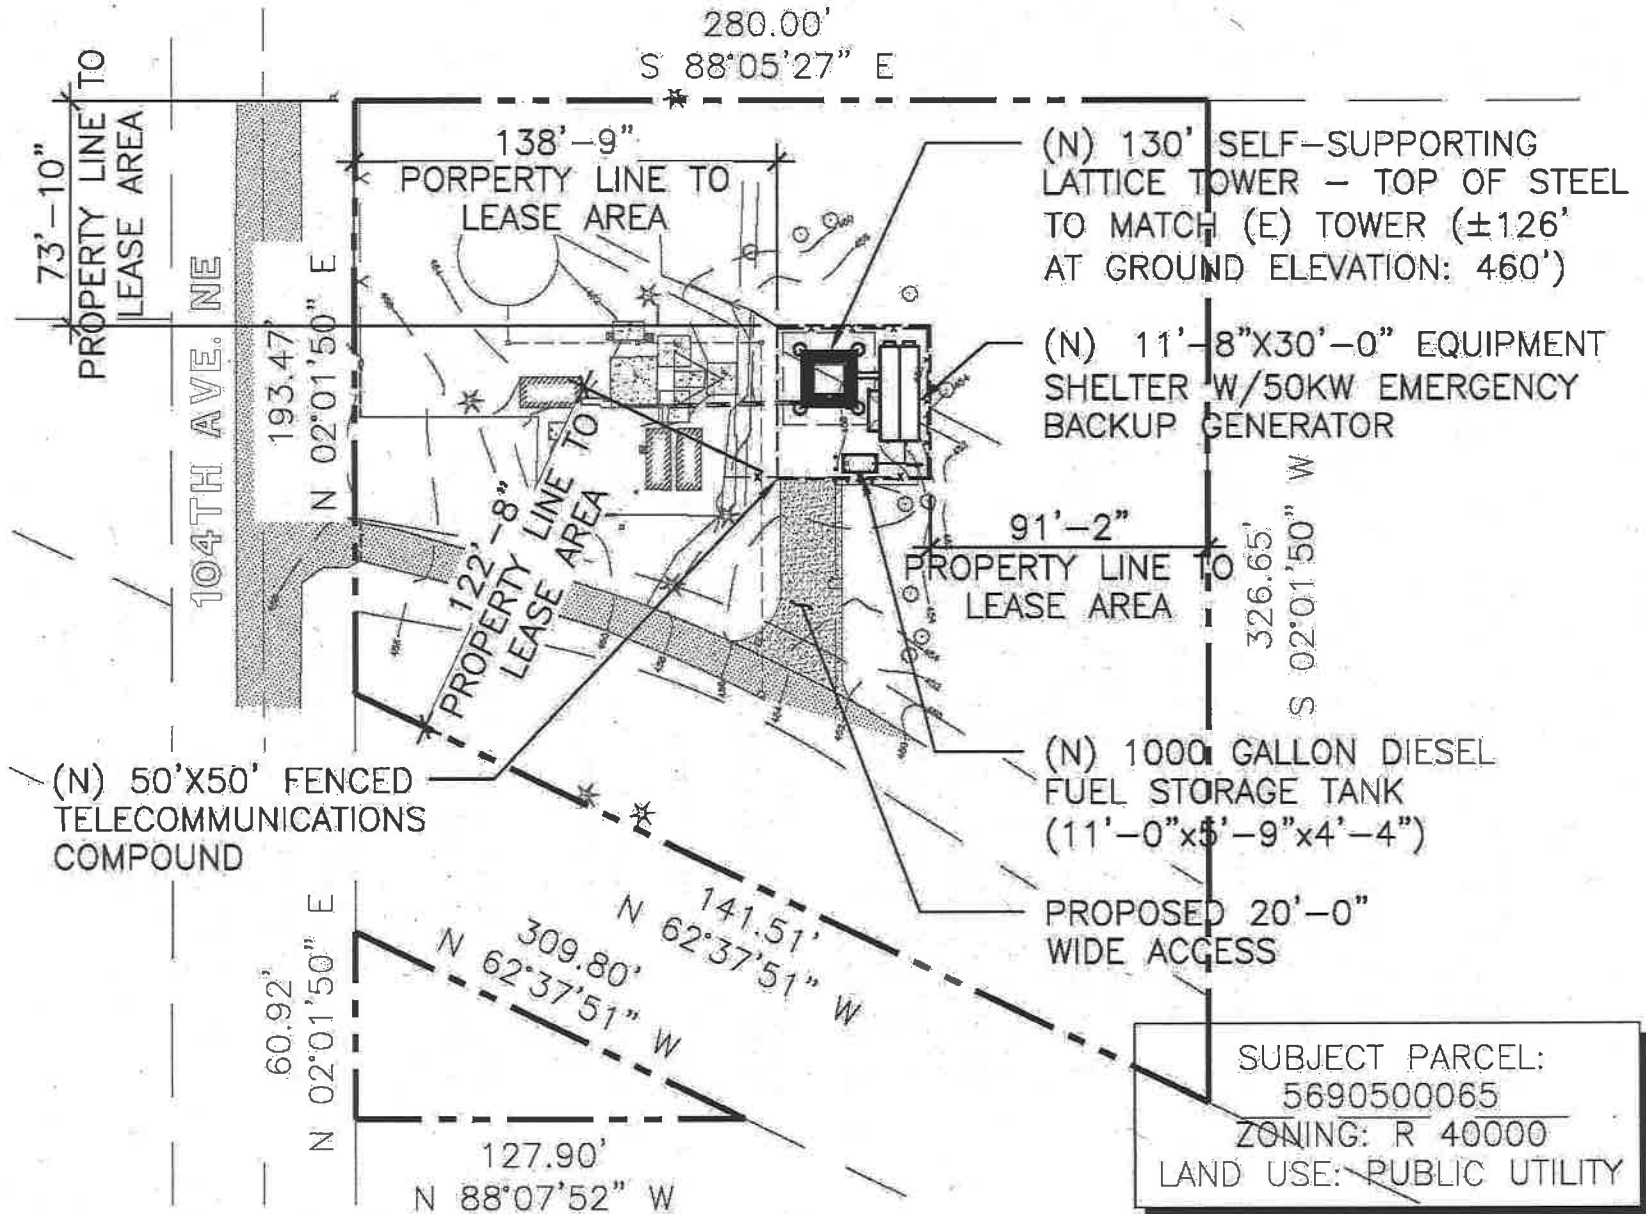 280.00'
S 88°05'27" E
73'-10"
PROPERTY LINE TO
LEASE AREA
138'-9"
PORPERTY LINE TO
LEASE AREA
(N) 130' SELF-SUPPORTING
LATTICE TOWER - TOP OF STEEL
TO MATCH (E) TOWER (±126'
AT GROUND ELEVATION: 460')
104TH AVE. NE
193.47'
N 02°01'50" E
(N) 11'-8"X30'-0" EQUIPMENT
SHELTER W/50KW EMERGENCY
BACKUP GENERATOR
122'-8"
PROPERTY LINE TO
LEASE AREA
91'-2"
PROPERTY LINE TO
LEASE AREA
326.65'
S 02°01'50" W
(N) 50'X50' FENCED
TELECOMMUNICATIONS
COMPOUND
(N) 1000 GALLON DIESEL
FUEL STORAGE TANK
(11'-0"x5'-9"x4'-4")
PROPOSED 20'-0"
WIDE ACCESS
141.51'
N 62°37'51" W
309.80'
N 62°37'51" W
60.92'
N 02°01'50" E
127.90'
N 88°07'52" W
SUBJECT PARCEL:
5690500065
ZONING: R 40000
LAND USE: PUBLIC UTILITY